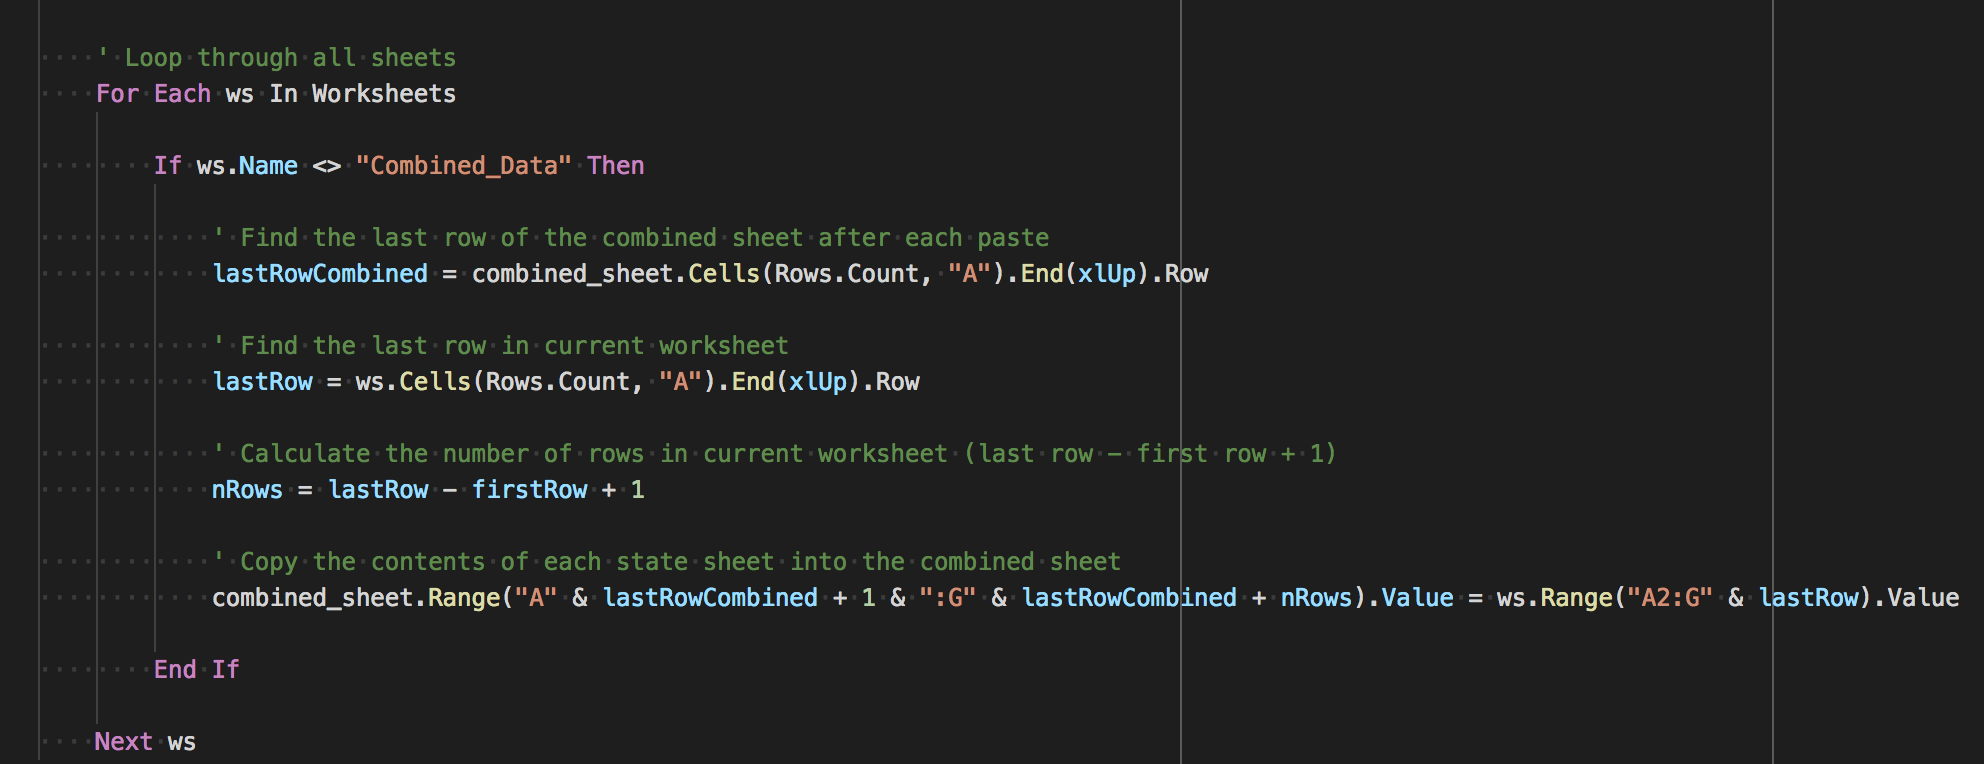 ' Loop through all sheets
For Each ws In Worksheets
If ws.Name <> "Combined_Data" Then
' Find the last row of the combined sheet after each paste
lastRowCombined = combined_sheet.Cells(Rows.Count, "A").End(xlUp).Row
' Find the last row in current worksheet
lastRow = ws.Cells(Rows.Count, "A").End(xlUp).Row
' Calculate the number of rows in current worksheet (last row - first row + 1)
nRows = lastRow - firstRow + 1
' Copy the contents of each state sheet into the combined sheet
combined_sheet.Range("A" & lastRowCombined + 1 & ":G" & lastRowCombined + nRows).Value = ws.Range("A2:G" & lastRow).Value
End If
Next ws